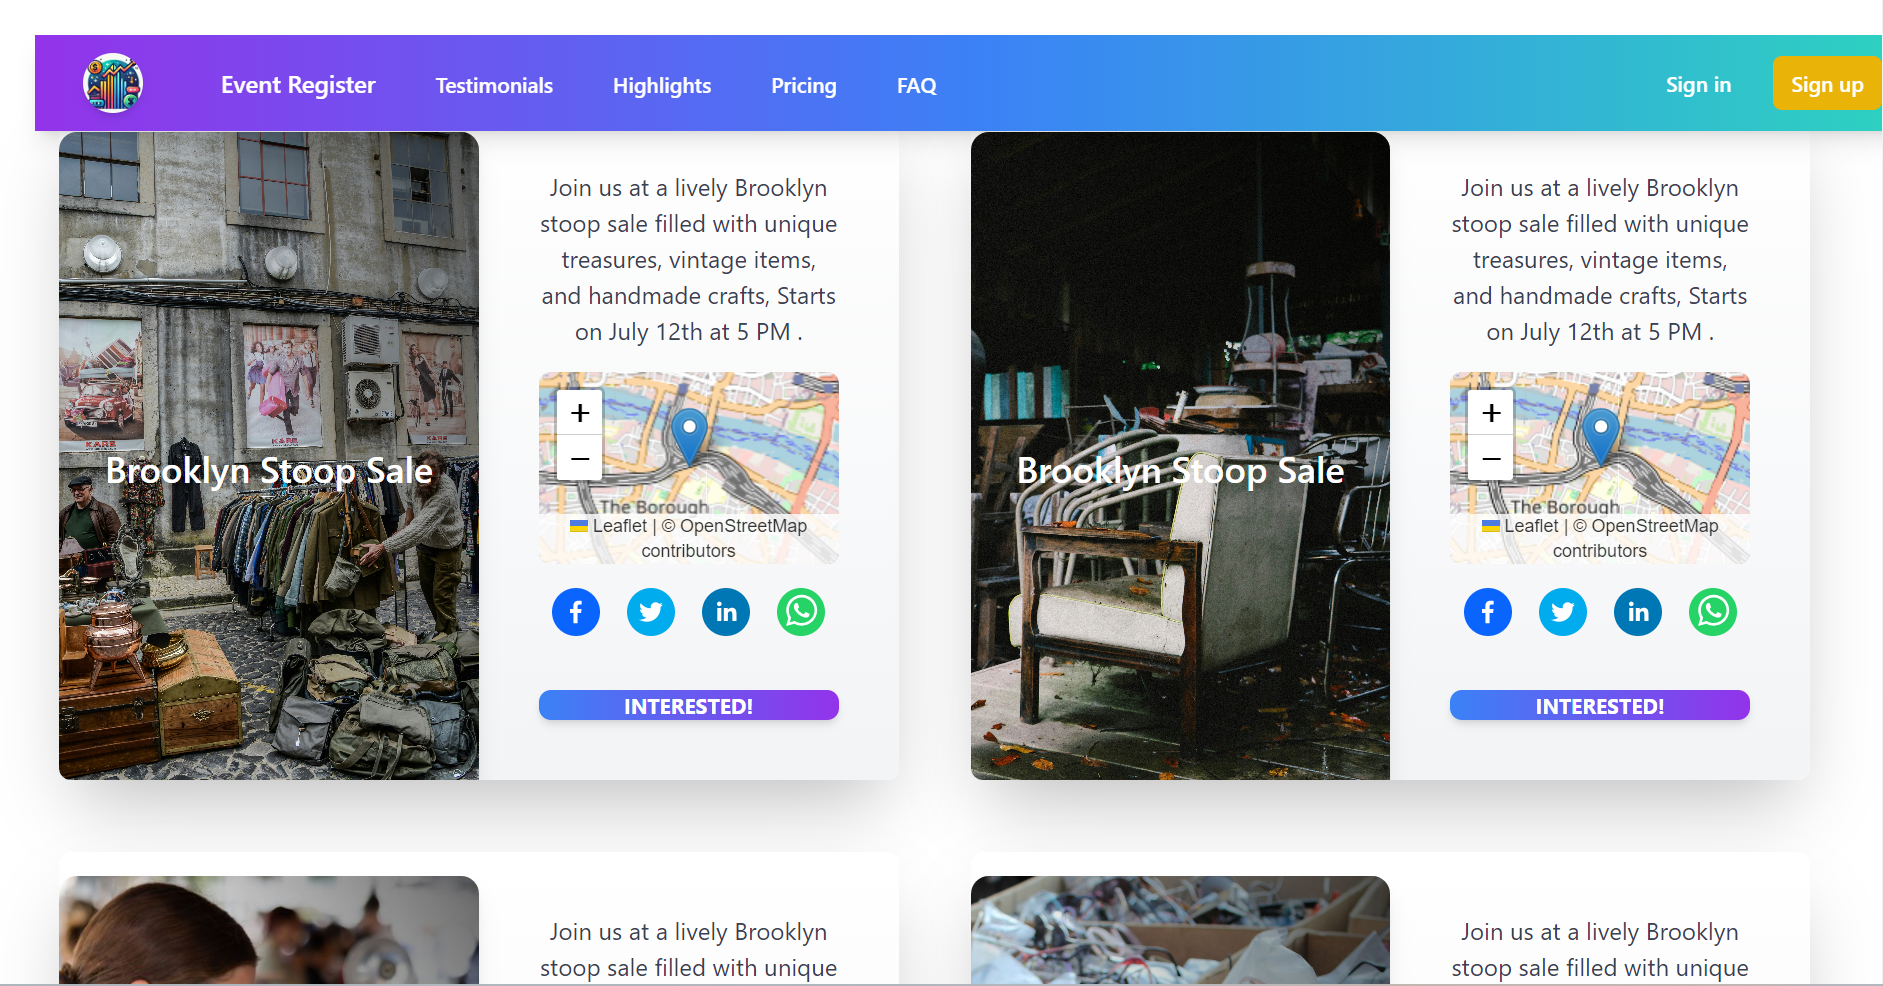 Event Register
Testimonials
Highlights
Pricing
FAQ
Sign in
Sign up
Brooklyn Stoop Sale
Join us at a lively Brooklyn
stoop sale filled with unique
treasures, vintage items,
and handmade crafts, Starts
on July 12th at 5 PM .
+
−
The Borough
Leaflet | © OpenStreetMap
contributors
INTERESTED!
Brooklyn Stoop Sale
Join us at a lively Brooklyn
stoop sale filled with unique
treasures, vintage items,
and handmade crafts, Starts
on July 12th at 5 PM .
+
−
The Borough
Leaflet | © OpenStreetMap
contributors
INTERESTED!
Join us at a lively Brooklyn
stoop sale filled with unique
Join us at a lively Brooklyn
stoop sale filled with unique